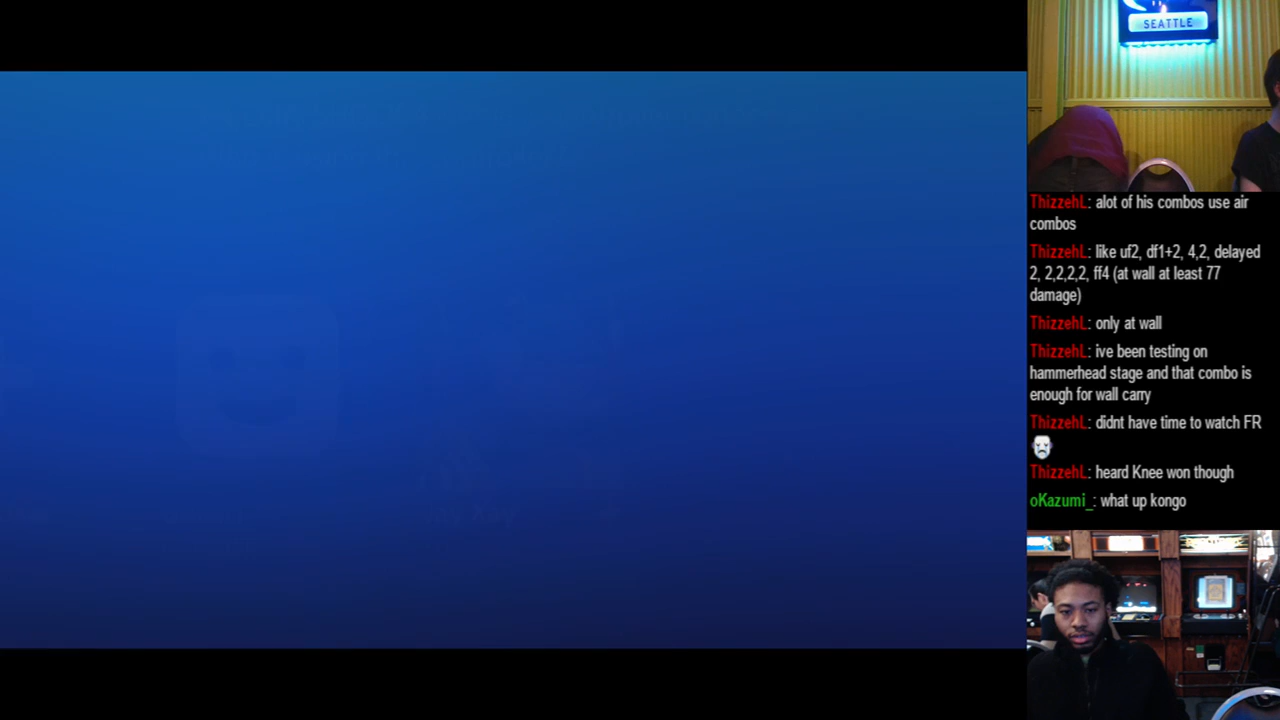 SEATTLE
ThizzehL: alot of his combos use air
combos
ThizzehL: like uf2, df1+2, 4,2, delayed
2, 2,2,2,2, ff4 (at wall at least 77
damage)
ThizzehL: only at wall
ThizzehL: ive been testing on
hammerhead stage and that combo is
enough for wall carry
ThizzehL: didnt have time to watch FR
ThizzehL: heard Knee won though
oKazumi_: what up kongo